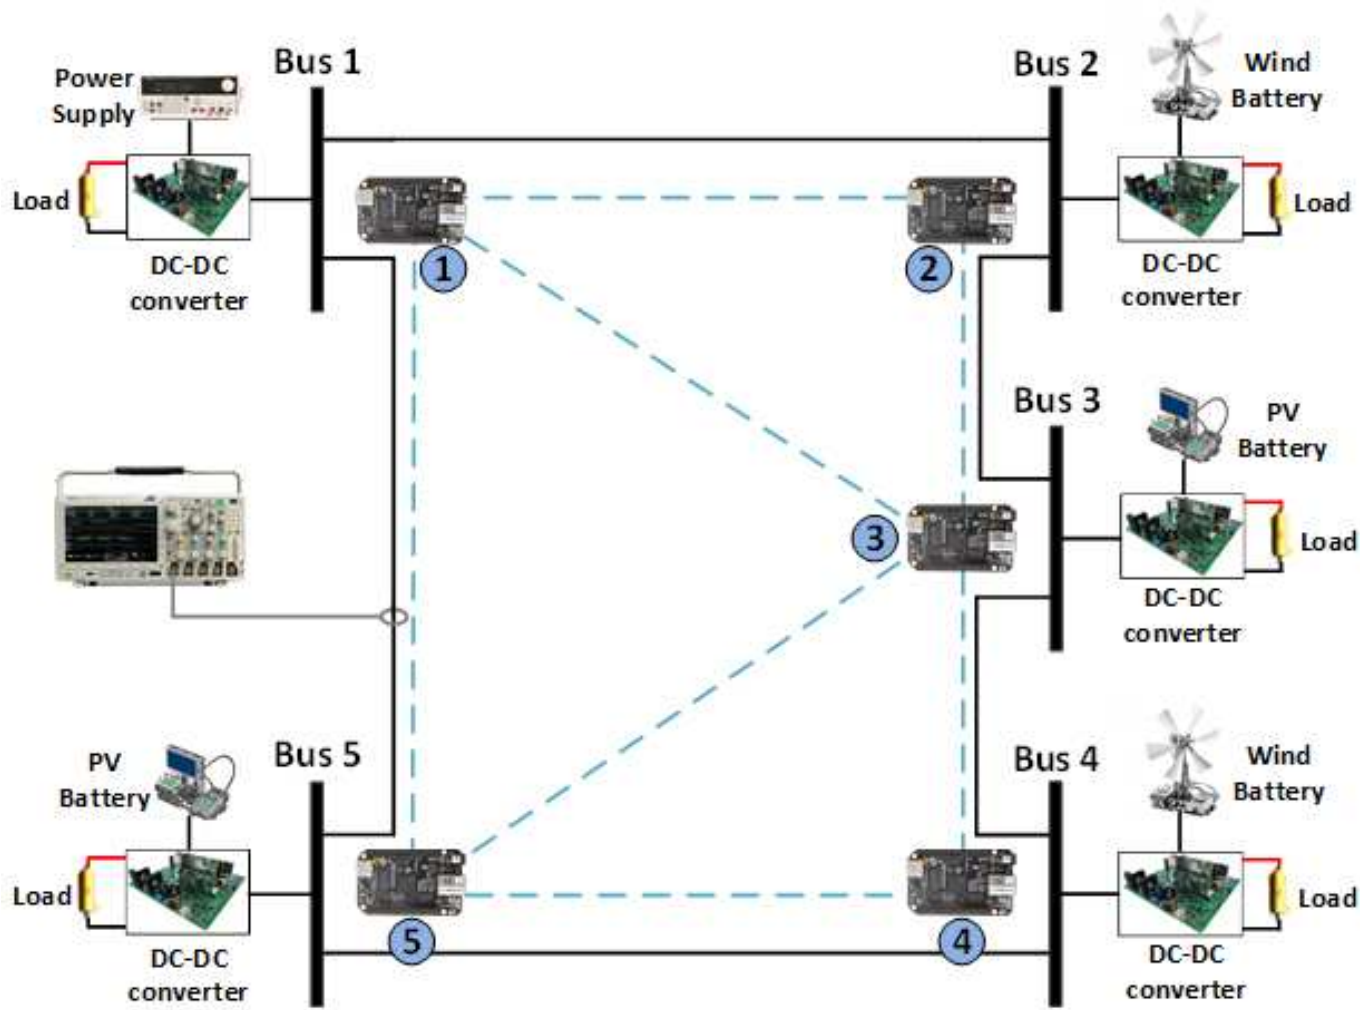 Bus 1
Power
Supply
Load
DC-DC
converter
1
Bus 2
Wind
Battery
Load
DC-DC
converter
2
Bus 3
PV
Battery
Load
DC-DC
converter
3
Bus 5
PV
Battery
Load
DC-DC
converter
5
Bus 4
Wind
Battery
Load
DC-DC
converter
4